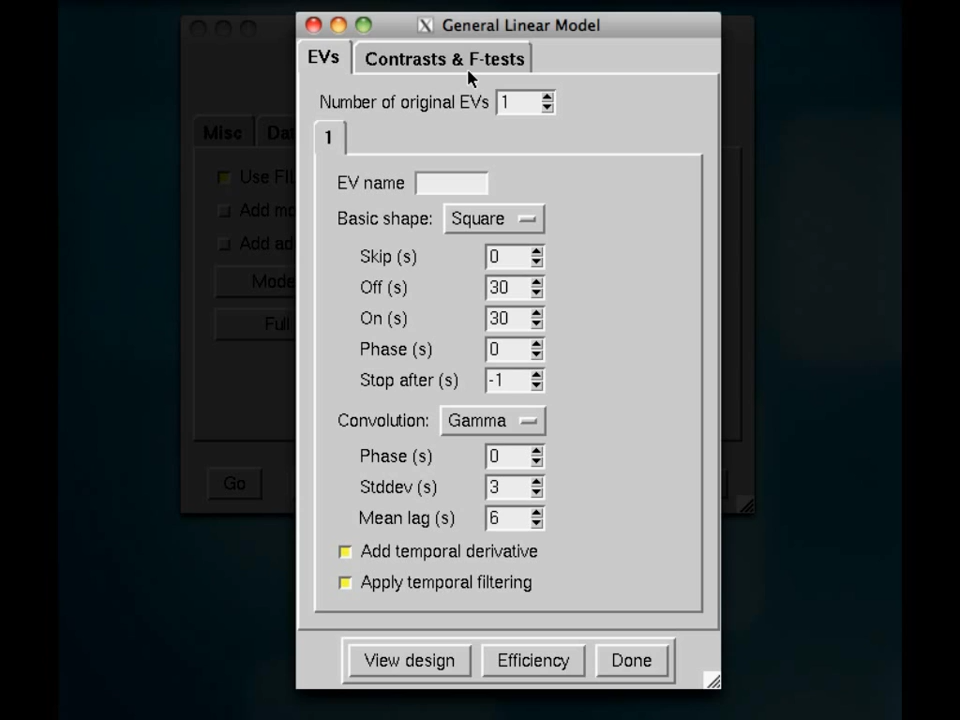 General Linear Model
EVs
Contrasts & F-tests
Number of original EVs 1
1
Misc
Use FIL
Add mo
Add ad
Mode
Full
Go
EV name
Basic shape: Square
Skip (s) 0
Off (s) 30
On (s) 30
Phase (s) 0
Stop after (s) -1
Convolution: Gamma
Phase (s) 0
Stddev (s) 3
Mean lag (s) 6
Add temporal derivative
Apply temporal filtering
View design
Efficiency
Done